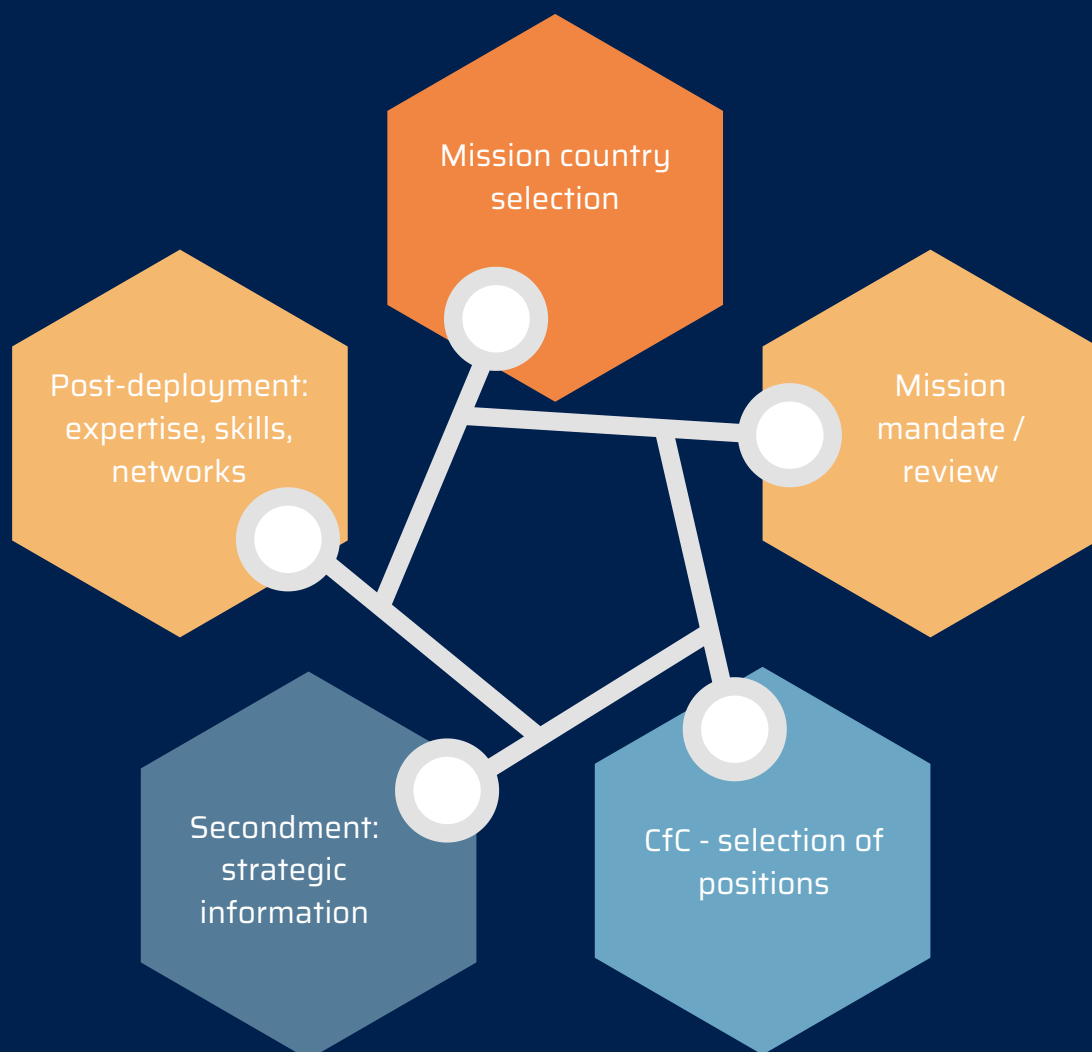 Mission country
selection
Mission
mandate /
review
CfC - selection of
positions
Secondment:
strategic
information
Post-deployment:
expertise, skills,
networks